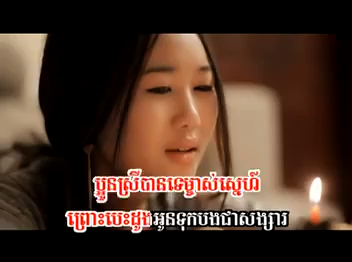 ប្អូនស្រីបានទេម្ចាស់ស្នេហ៍
ព្រោះបេះដូងអូនទុកបងជាសង្សារ